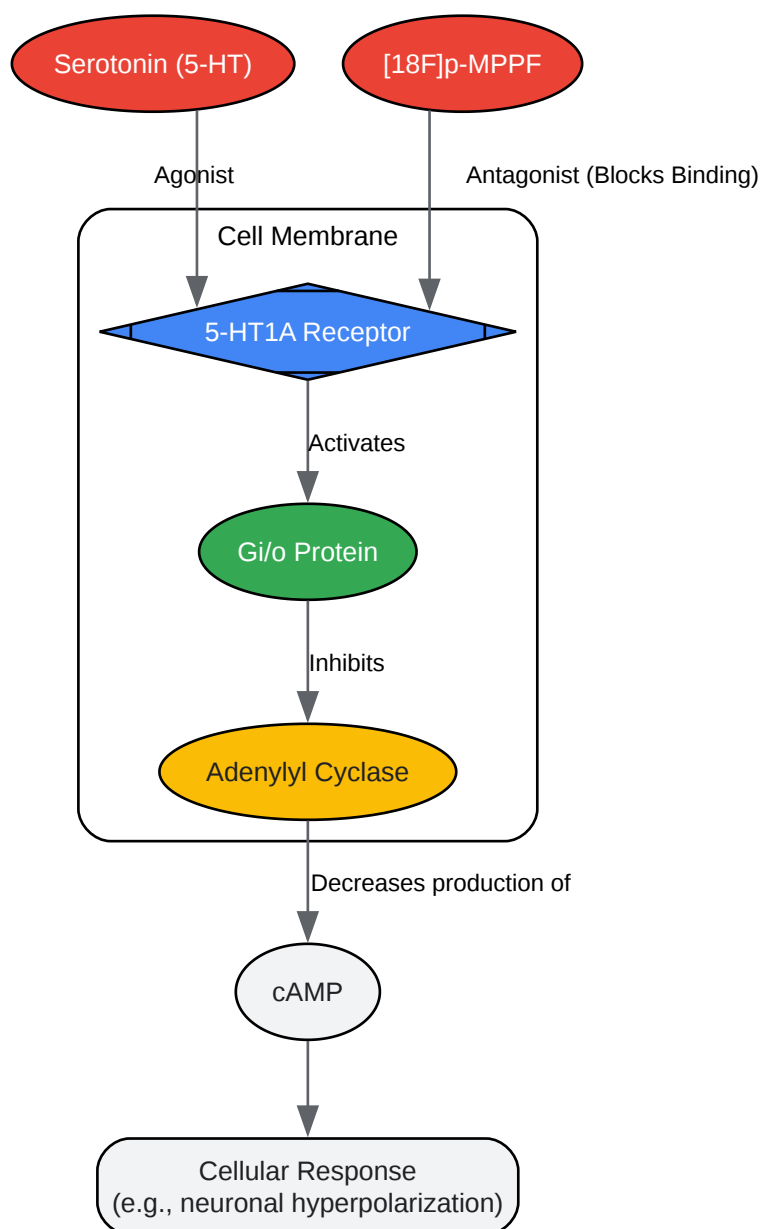 Serotonin (5-HT)
[18F]p-MPPF
Agonist
Antagonist (Blocks Binding)
Cell Membrane
5-HT1A Receptor
Activates
Gi/o Protein
Inhibits
Adenylyl Cyclase
Decreases production of
cAMP
Cellular Response
(e.g., neuronal hyperpolarization)